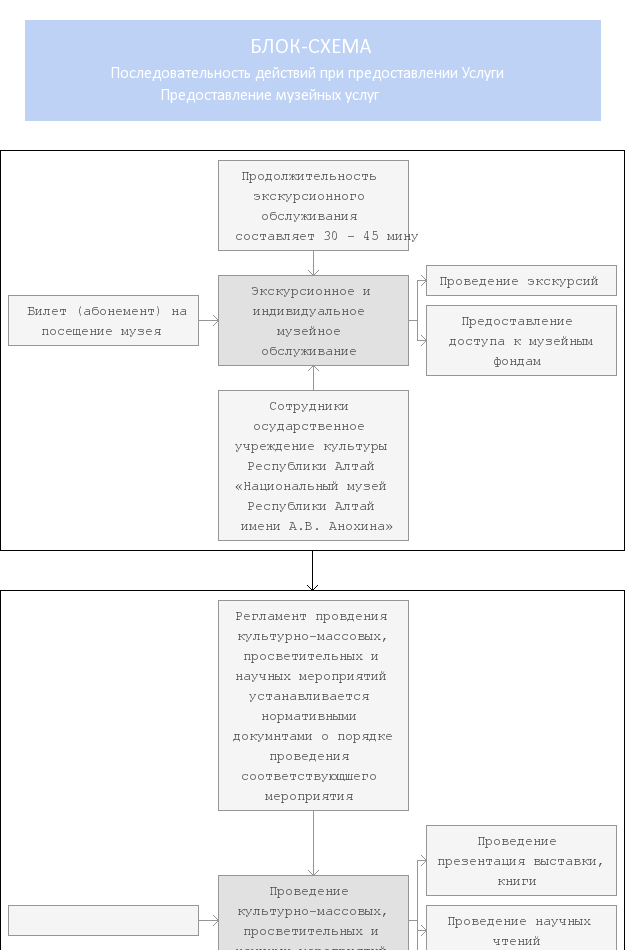 БЛОК-СХЕМА
Последовательность действий при предоставлении Услуги
Предоставление музейных услуг
Продолжительность
экскурсионного
обслуживания
составляет 30 - 45 мину
Билет (абонемент) на
посещение музея
Экскурсионное и
индивидуальное
музейное
обслуживание
Проведение экскурсий
Предоставление
доступа к музейным
фондам
Сотрудники
осударственное
учреждение культуры
Республики Алтай
«Национальный музей
Республики Алтай
имени А.В. Анохина»
Регламент провдения
культурно-массовых,
просветительных и
научных мероприятий
устанавливается
нормативными
докумнтами о порядке
проведения
соответствующшего
мероприятия
Проведение
культурно-массовых,
просветительных и
научных мероприятий
Проведение
презентация выставки,
книги
Проведение научных
чтений